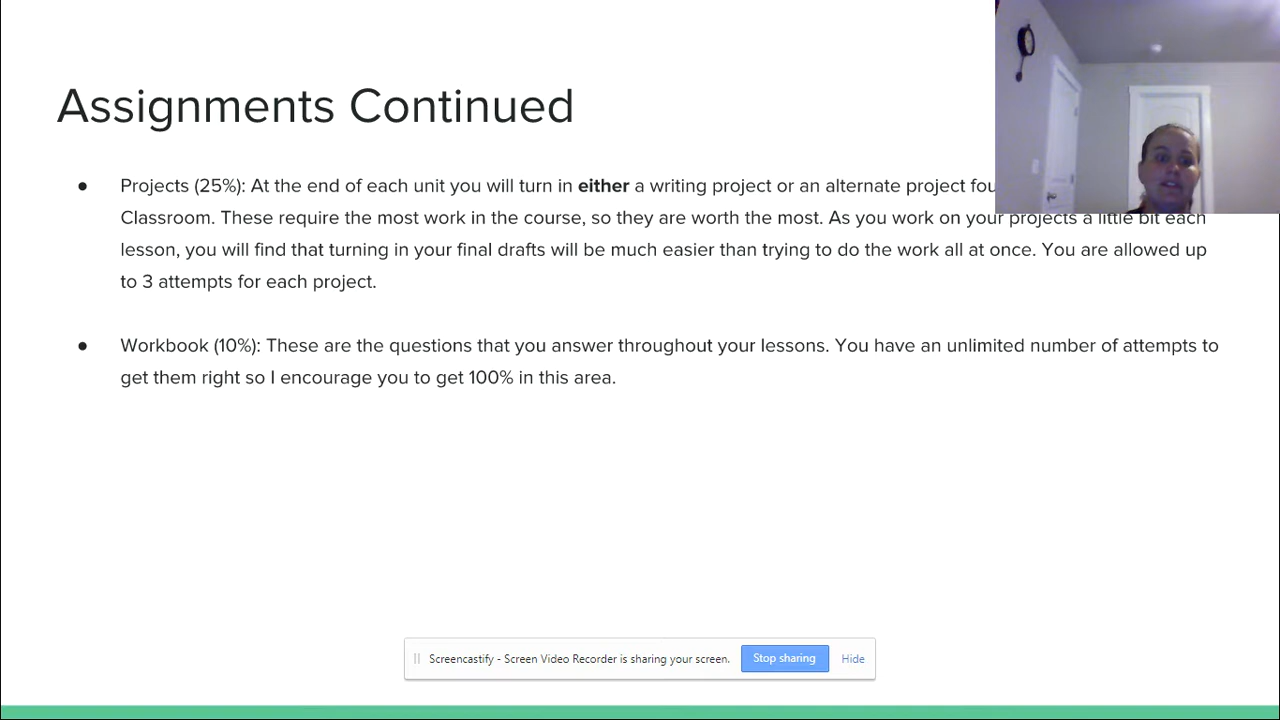 Assignments Continued
● Projects (25%): At the end of each unit you will turn in either a writing project or an alternate project
Classroom. These require the most work in the course, so they are worth the most. As you work on your projects a little bit each
lesson, you will find that turning in your final drafts will be much easier than trying to do the work all at once. You are allowed up
to 3 attempts for each project.
● Workbook (10%): These are the questions that you answer throughout your lessons. You have an unlimited number of attempts to
get them right so I encourage you to get 100% in this area.
Screencastify - Screen Video Recorder is sharing your screen. Stop sharing Hide